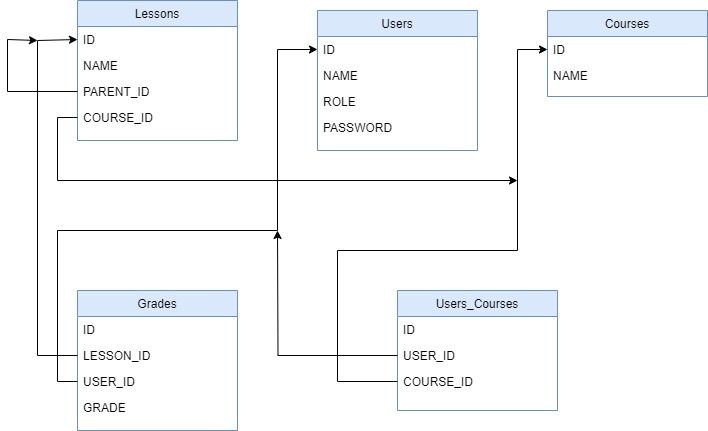 Lessons
ID
NAME
PARENT_ID
COURSE_ID
Users
ID
NAME
ROLE
PASSWORD
Courses
ID
NAME
Grades
ID
LESSON_ID
USER_ID
GRADE
Users_Courses
ID
USER_ID
COURSE_ID